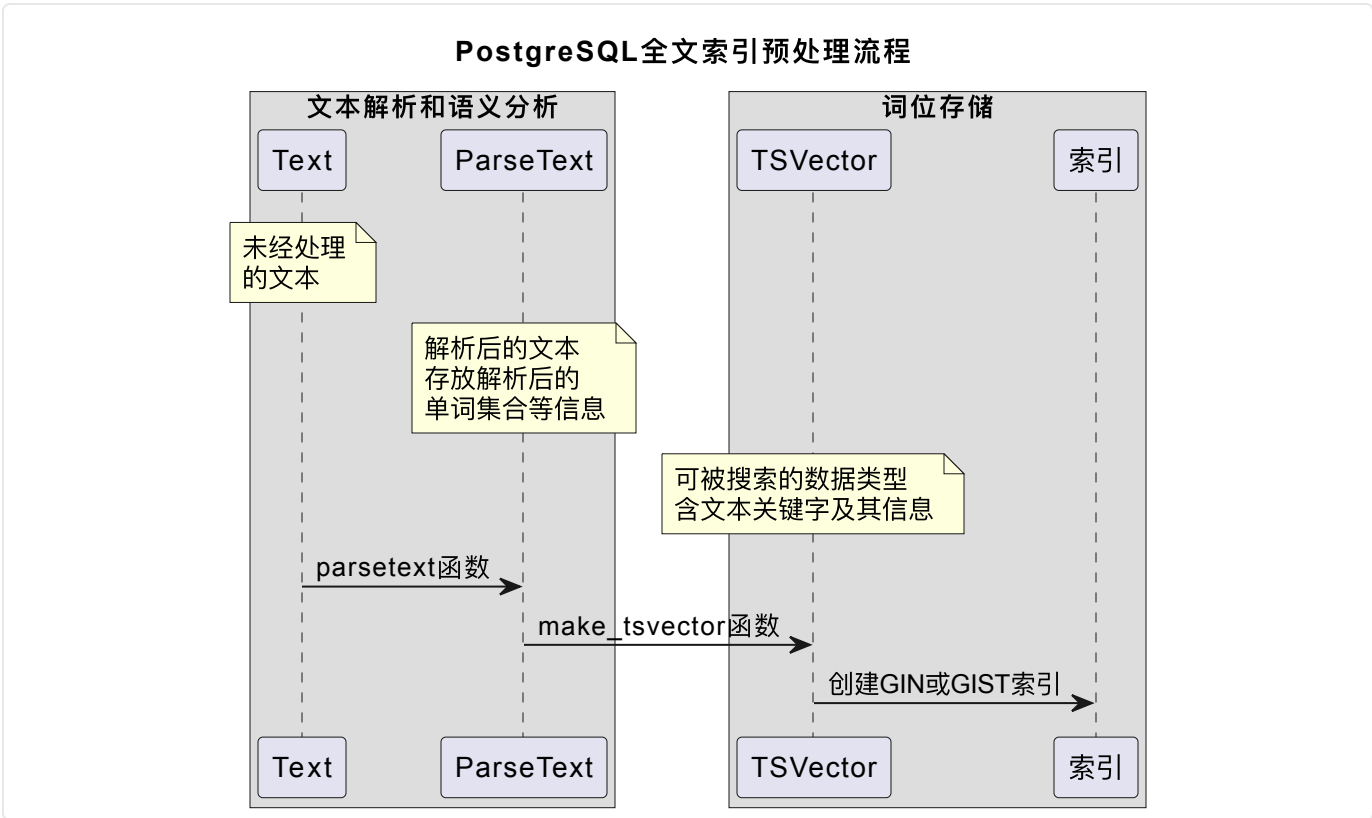 PostgreSQL全文索引预处理流程
文本解析和语义分析
词位存储
Text
ParseText
TSVector
索引
未经处理
的文本
解析后的文本
存放解析后的
单词集合等信息
可被搜索的数据类型
含文本关键字及其信息
parsetext函数
make_tsvector函数
创建GIN或GIST索引
Text
ParseText
TSVector
索引